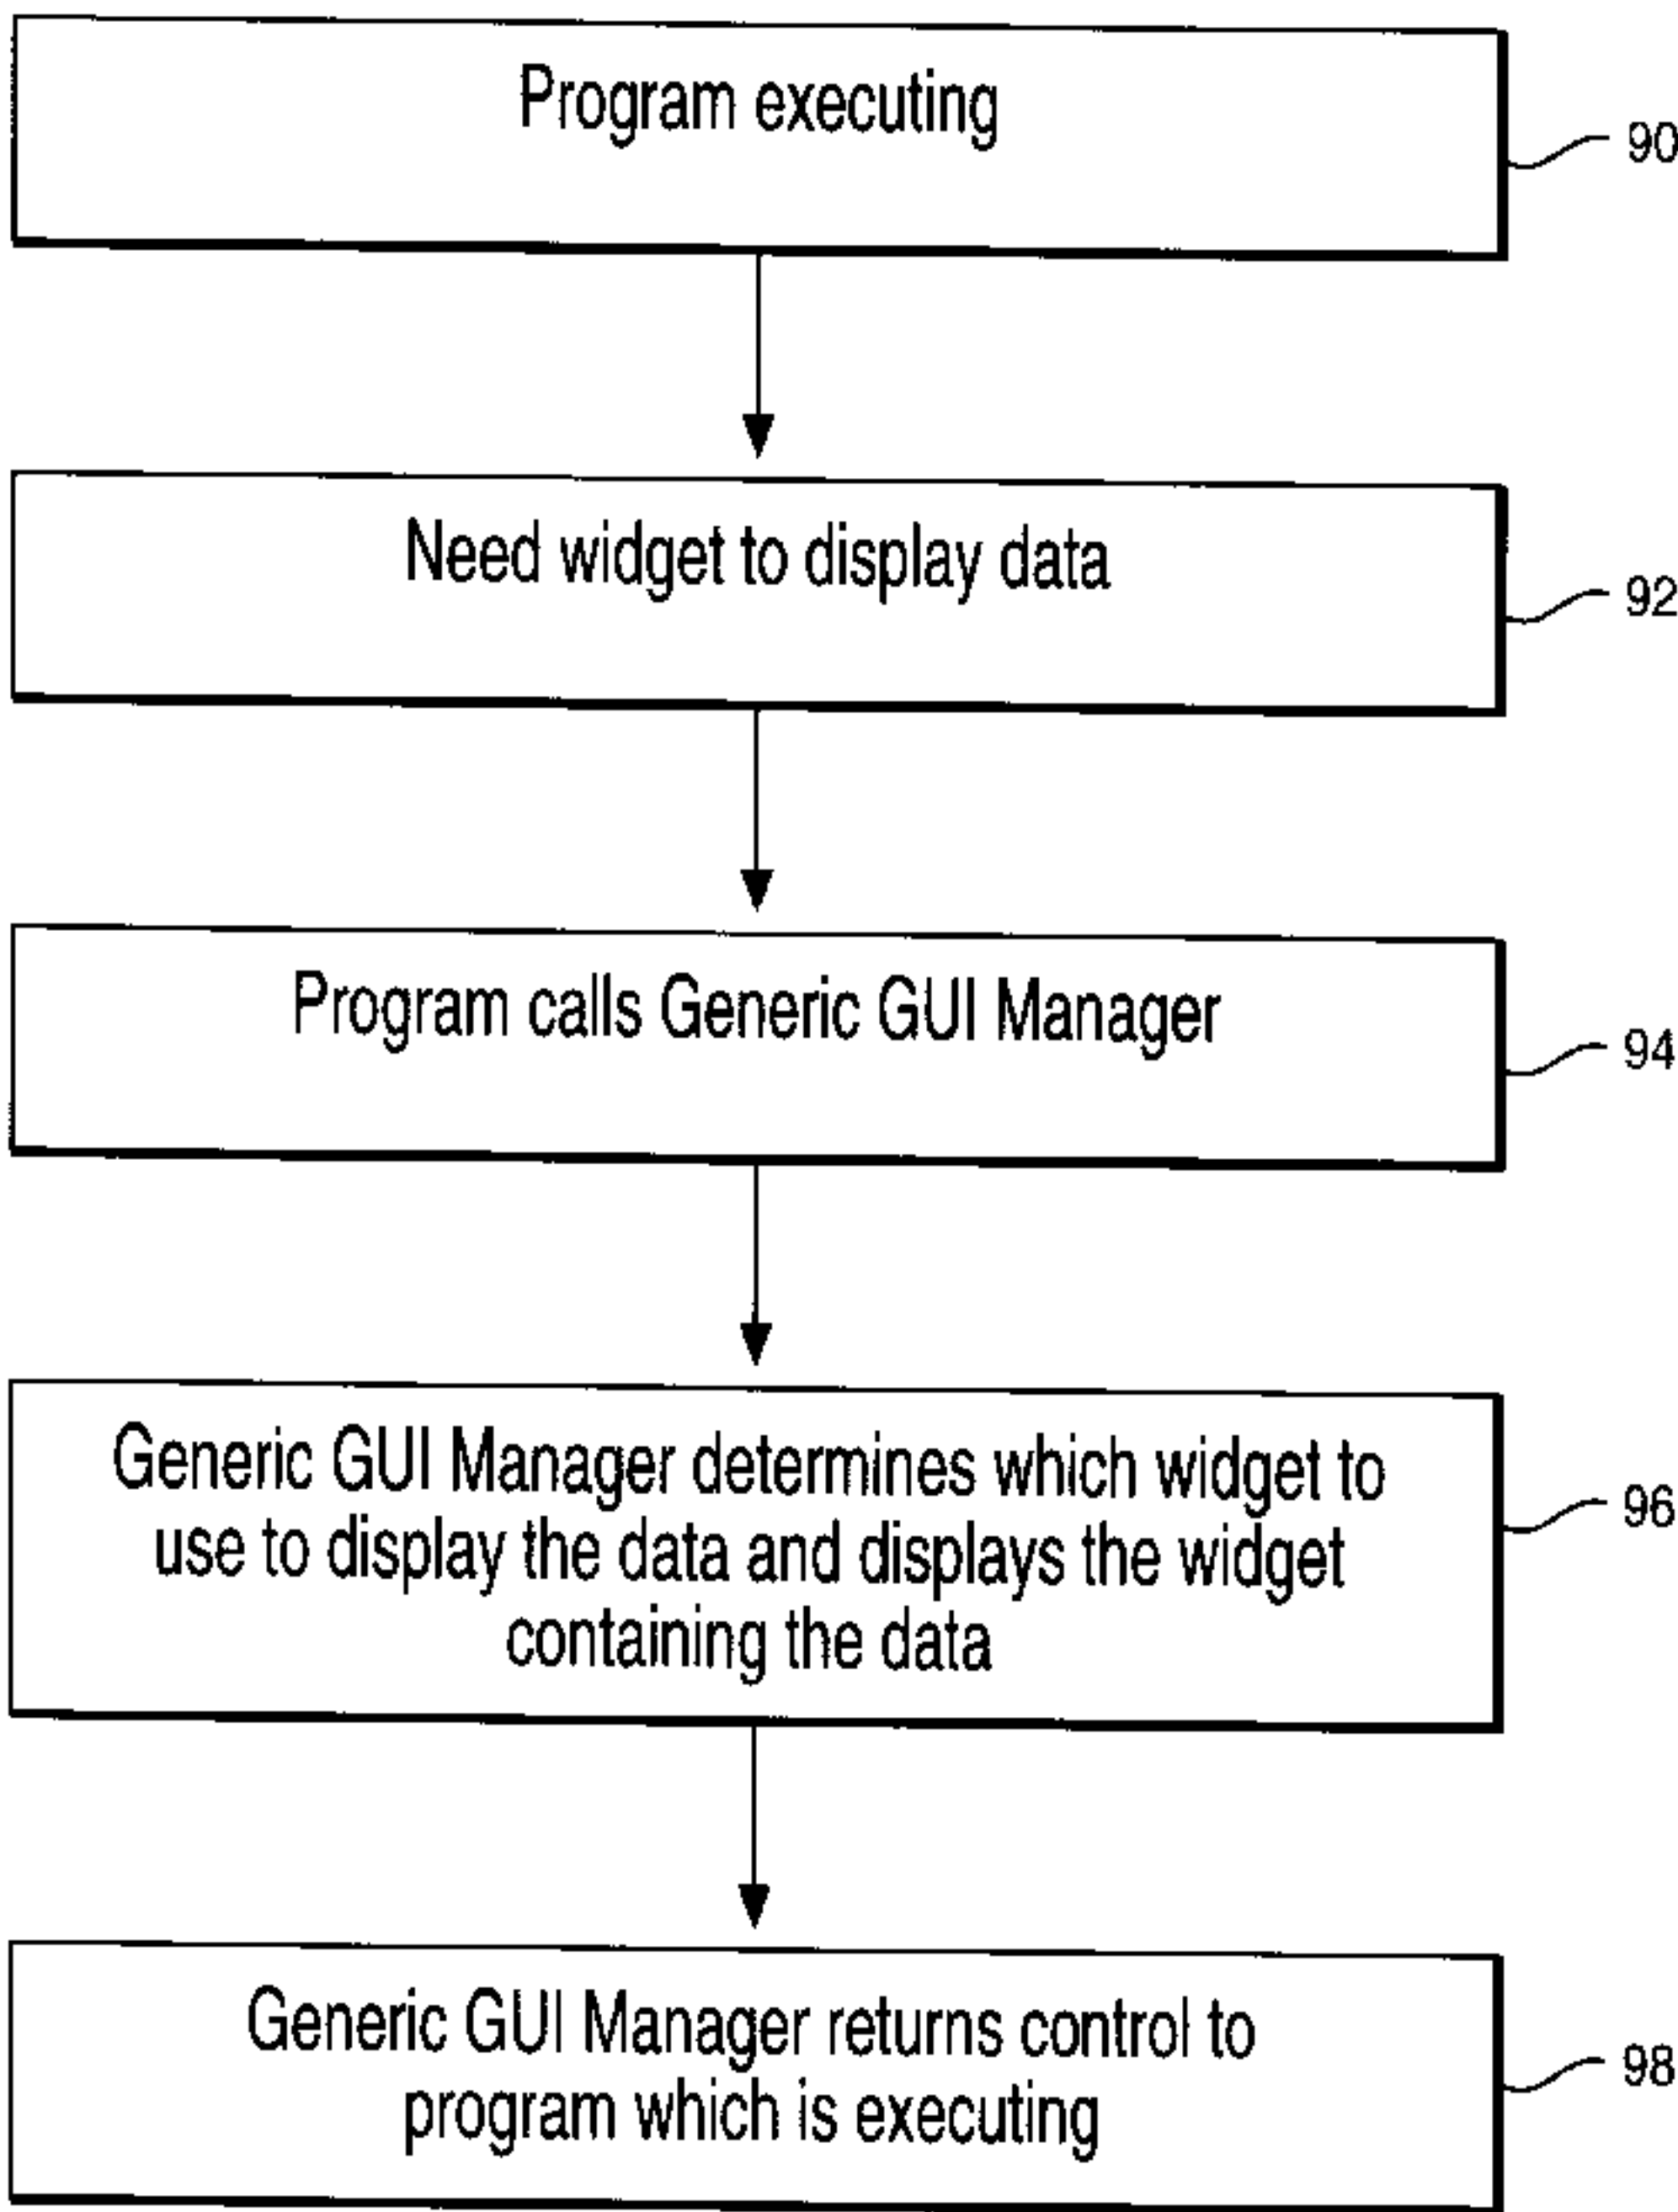 Program executing
90
Need widget to display data
92
Program calls Generic GUI Manager
94
Generic GUI Manager determines which widget to
use to display the data and displays the widget
containing the data
96
Generic GUI Manager returns control to
program which is executing
98